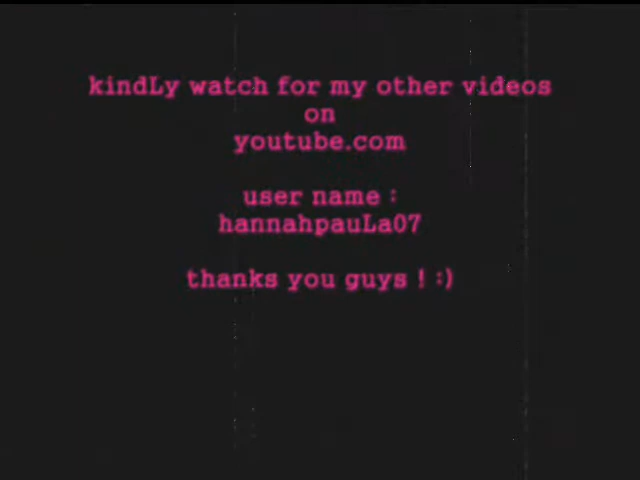 kindLy watch for my other videos
on
youtube.com
user name :
hannahpauLa07
thanks you guys ! :)